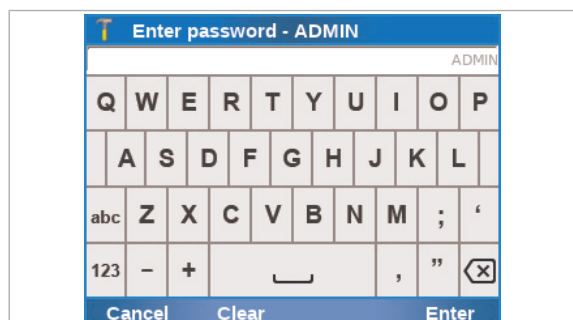 Enter password - ADMIN
ADMIN
Q W E R T Y U I O P
A S D F G H J K L
abc Z X C V B N M ; ‘
123 - + , ”
Cancel Clear Enter